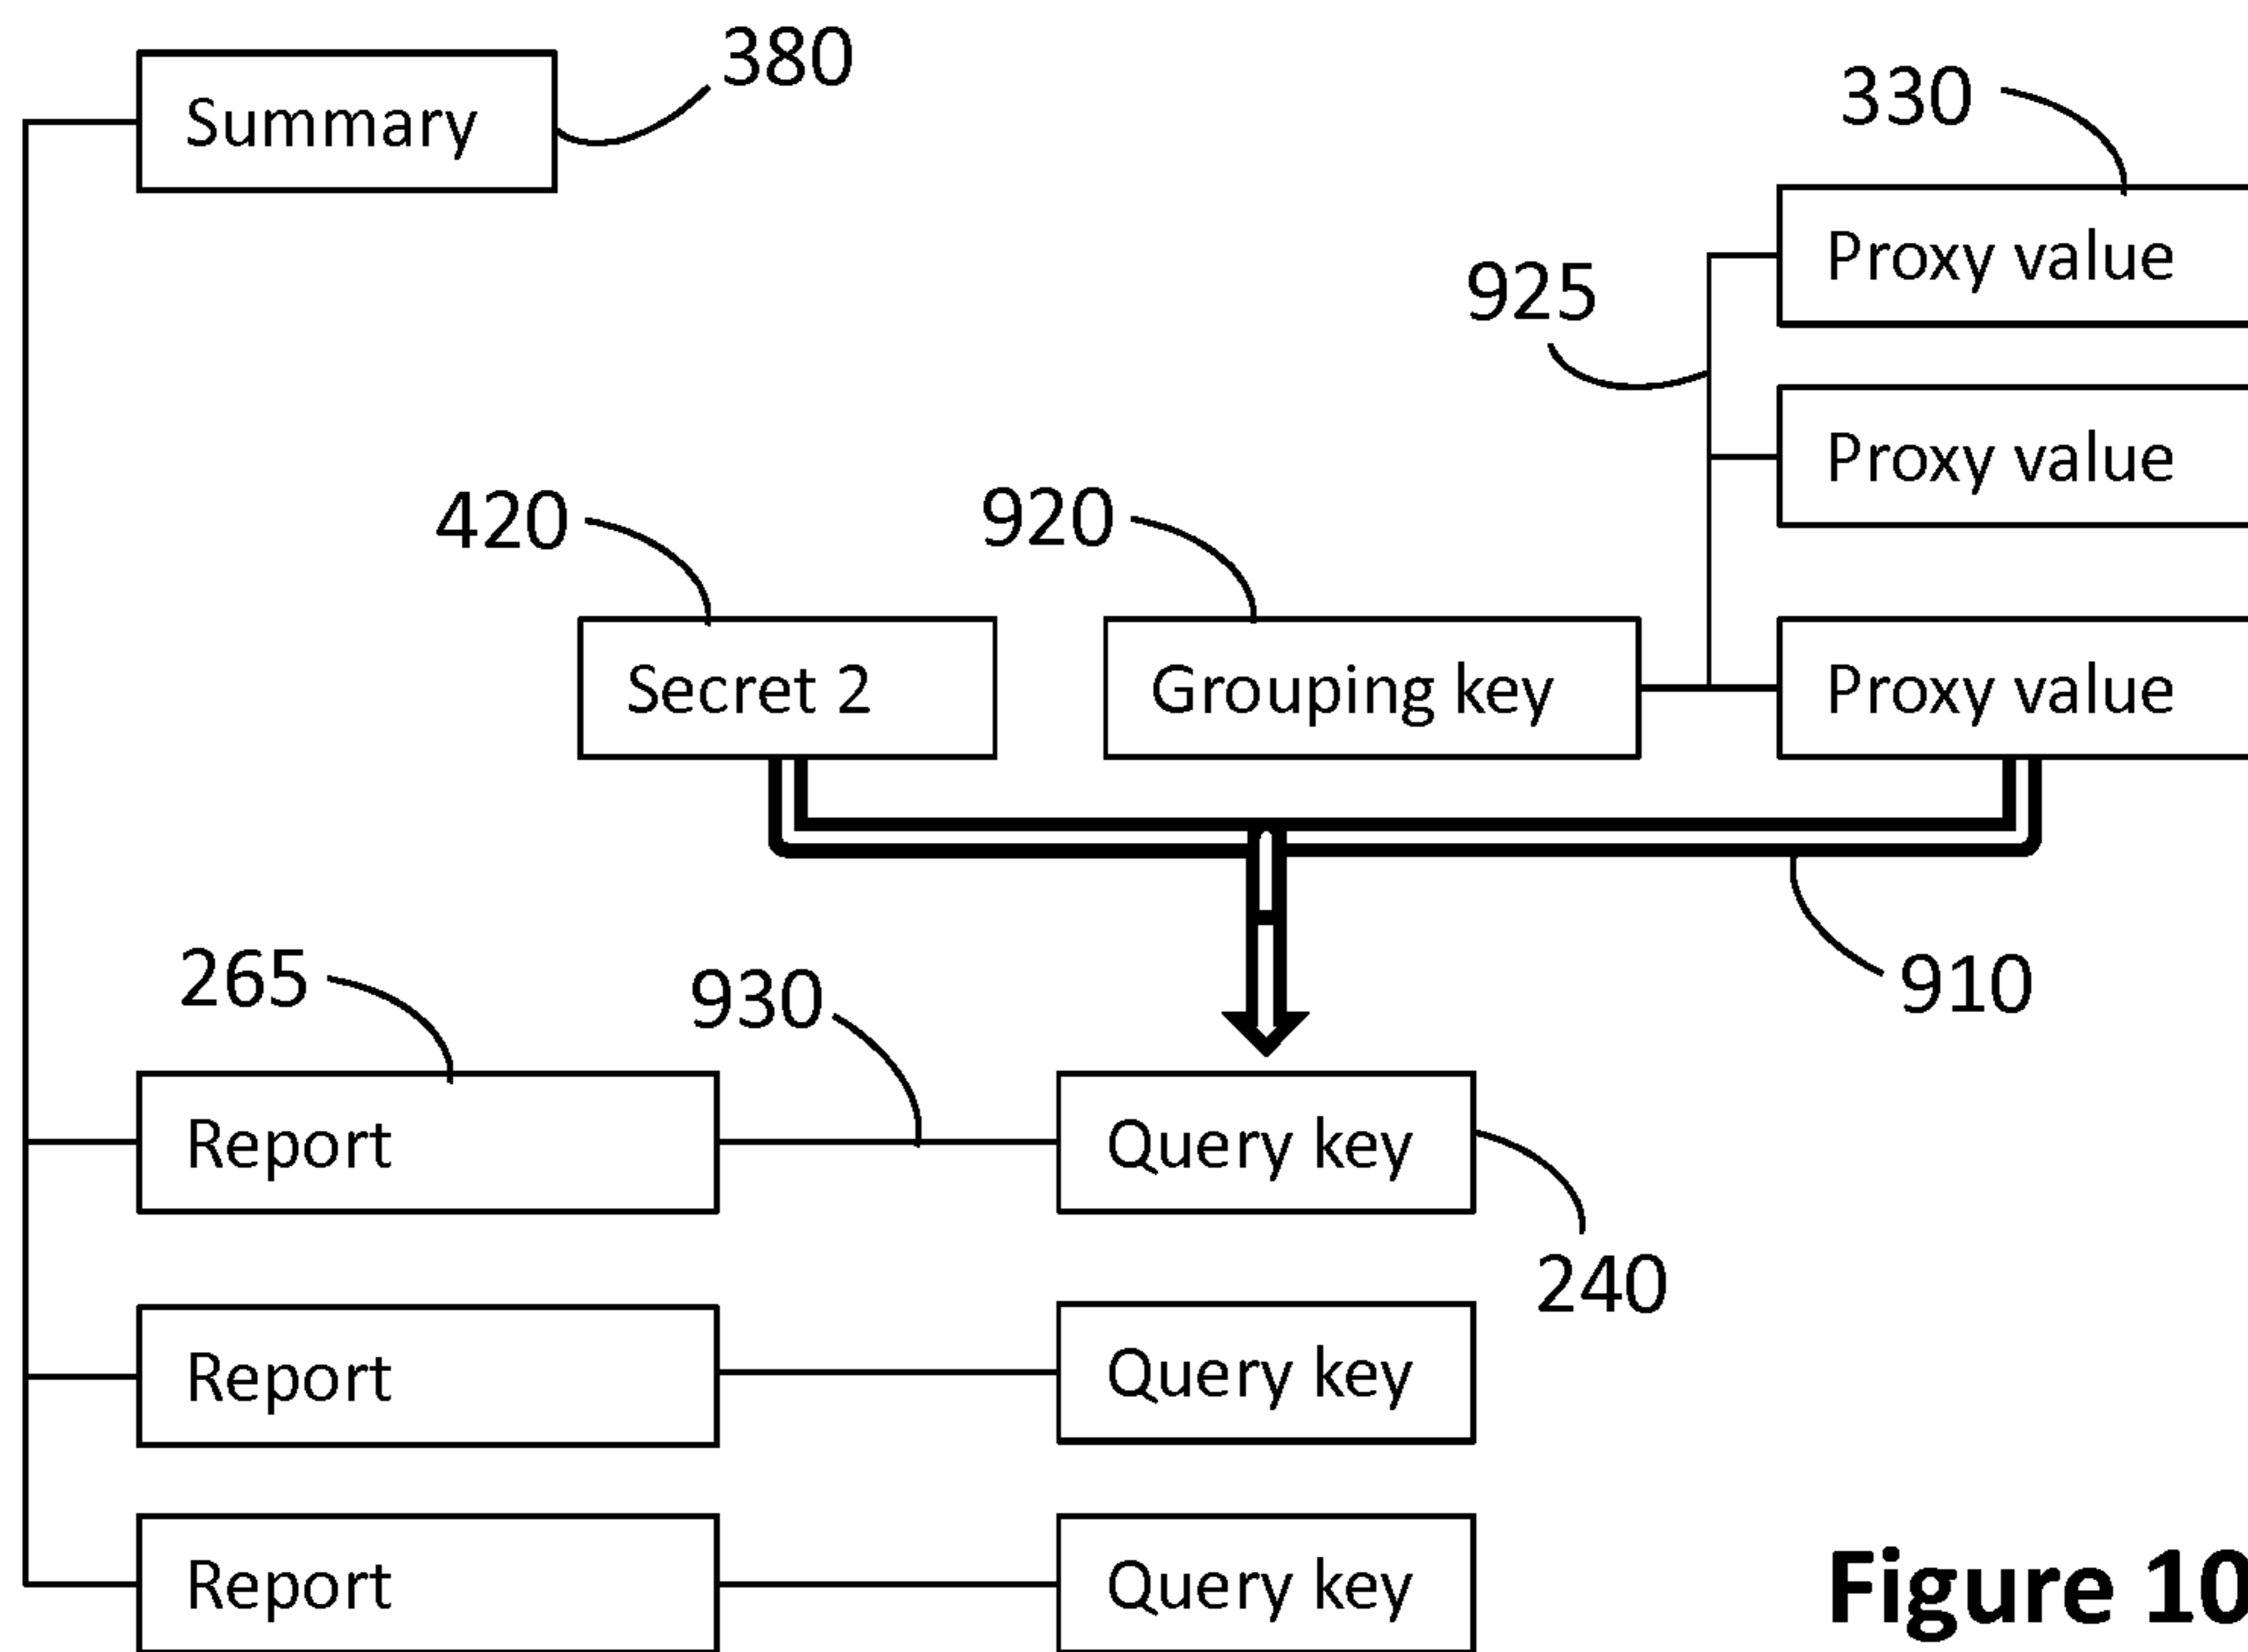 380
Summary
330
Proxy value
925
Proxy value
420
920
Secret 2
Grouping key
Proxy value
265
930
910
Report
Query key
240
Report
Query key
Report
Query key
Figure 10